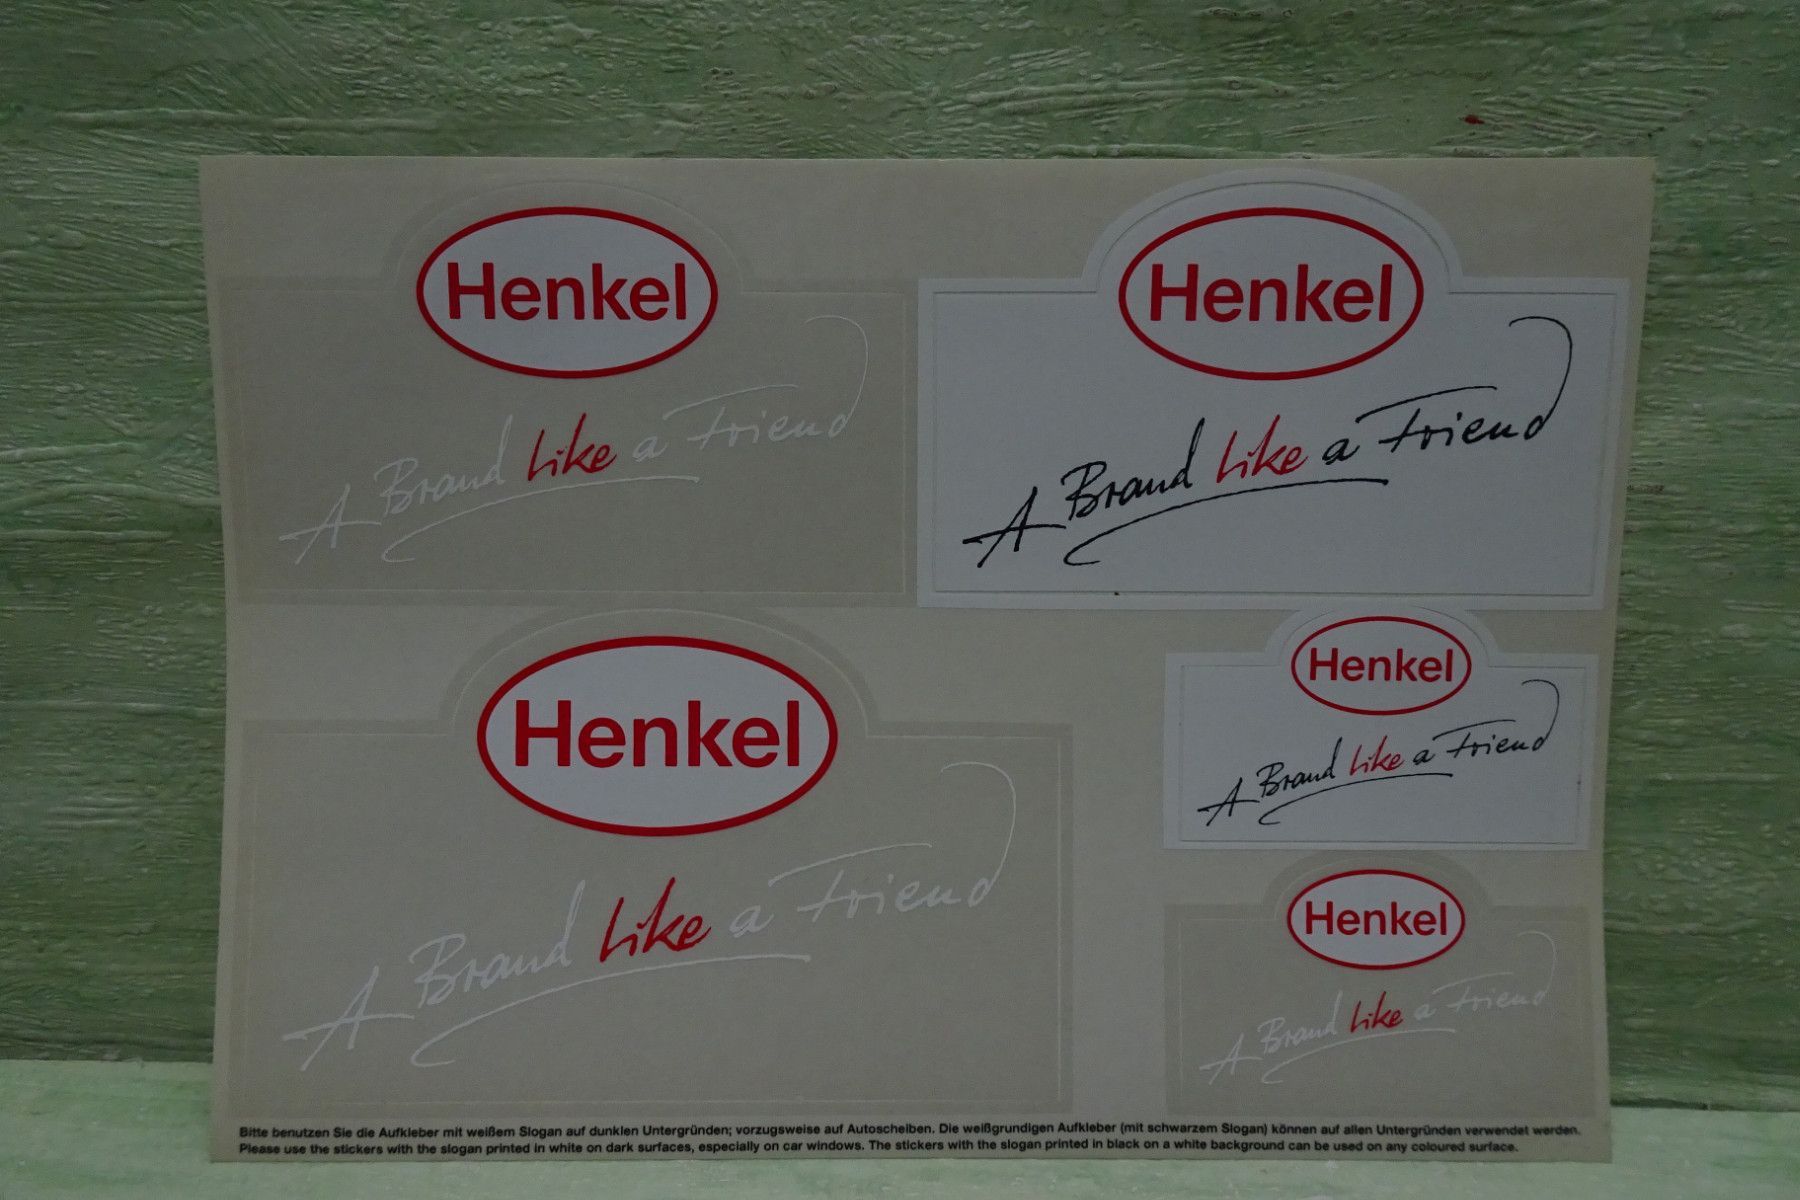 Henkel
A Brand like a Friend
Henkel
A Brand like a Friend
Henkel
A Brand like a Friend
Henkel
A Brand like a Friend
Henkel
A Brand like a Friend
Bitte benutzen Sie die Aufkleber mit weißem Slogan auf dunklen Untergründen; vorzugsweise auf Autoscheiben. Die weißgrundigen Aufkleber (mit schwarzem Slogan) können auf allen Untergründen verwendet werden.
Please use the stickers with the slogan printed in white on dark surfaces, especially on car windows. The stickers with the slogan printed in black on a white background can be used on any coloured surface.